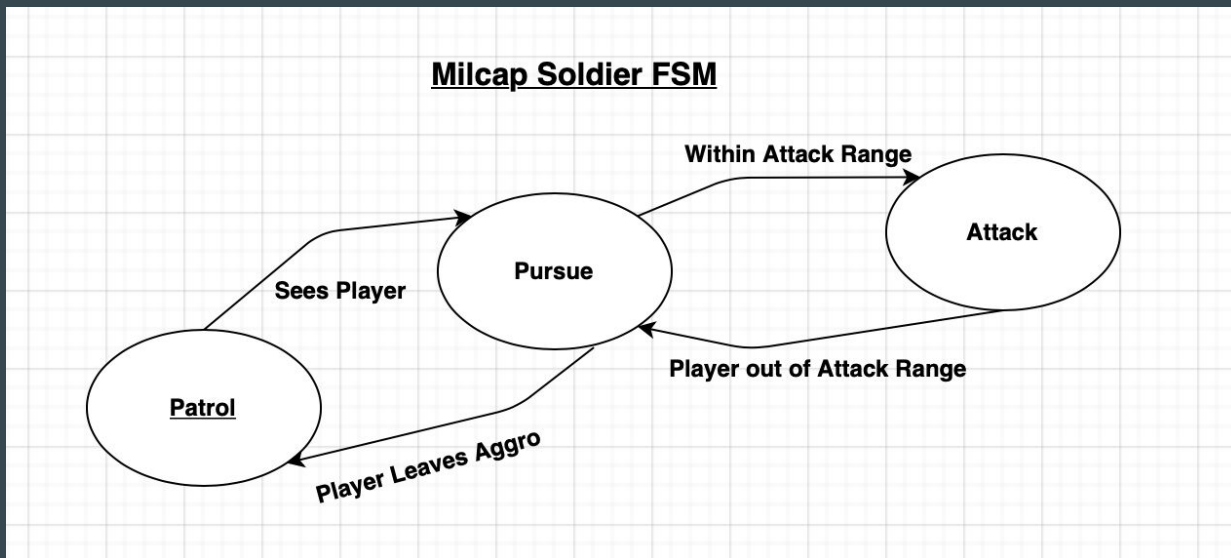 Milcap Soldier FSM
Within Attack Range
Attack
Pursue
Sees Player
Player out of Attack Range
Patrol
Player Leaves Aggro